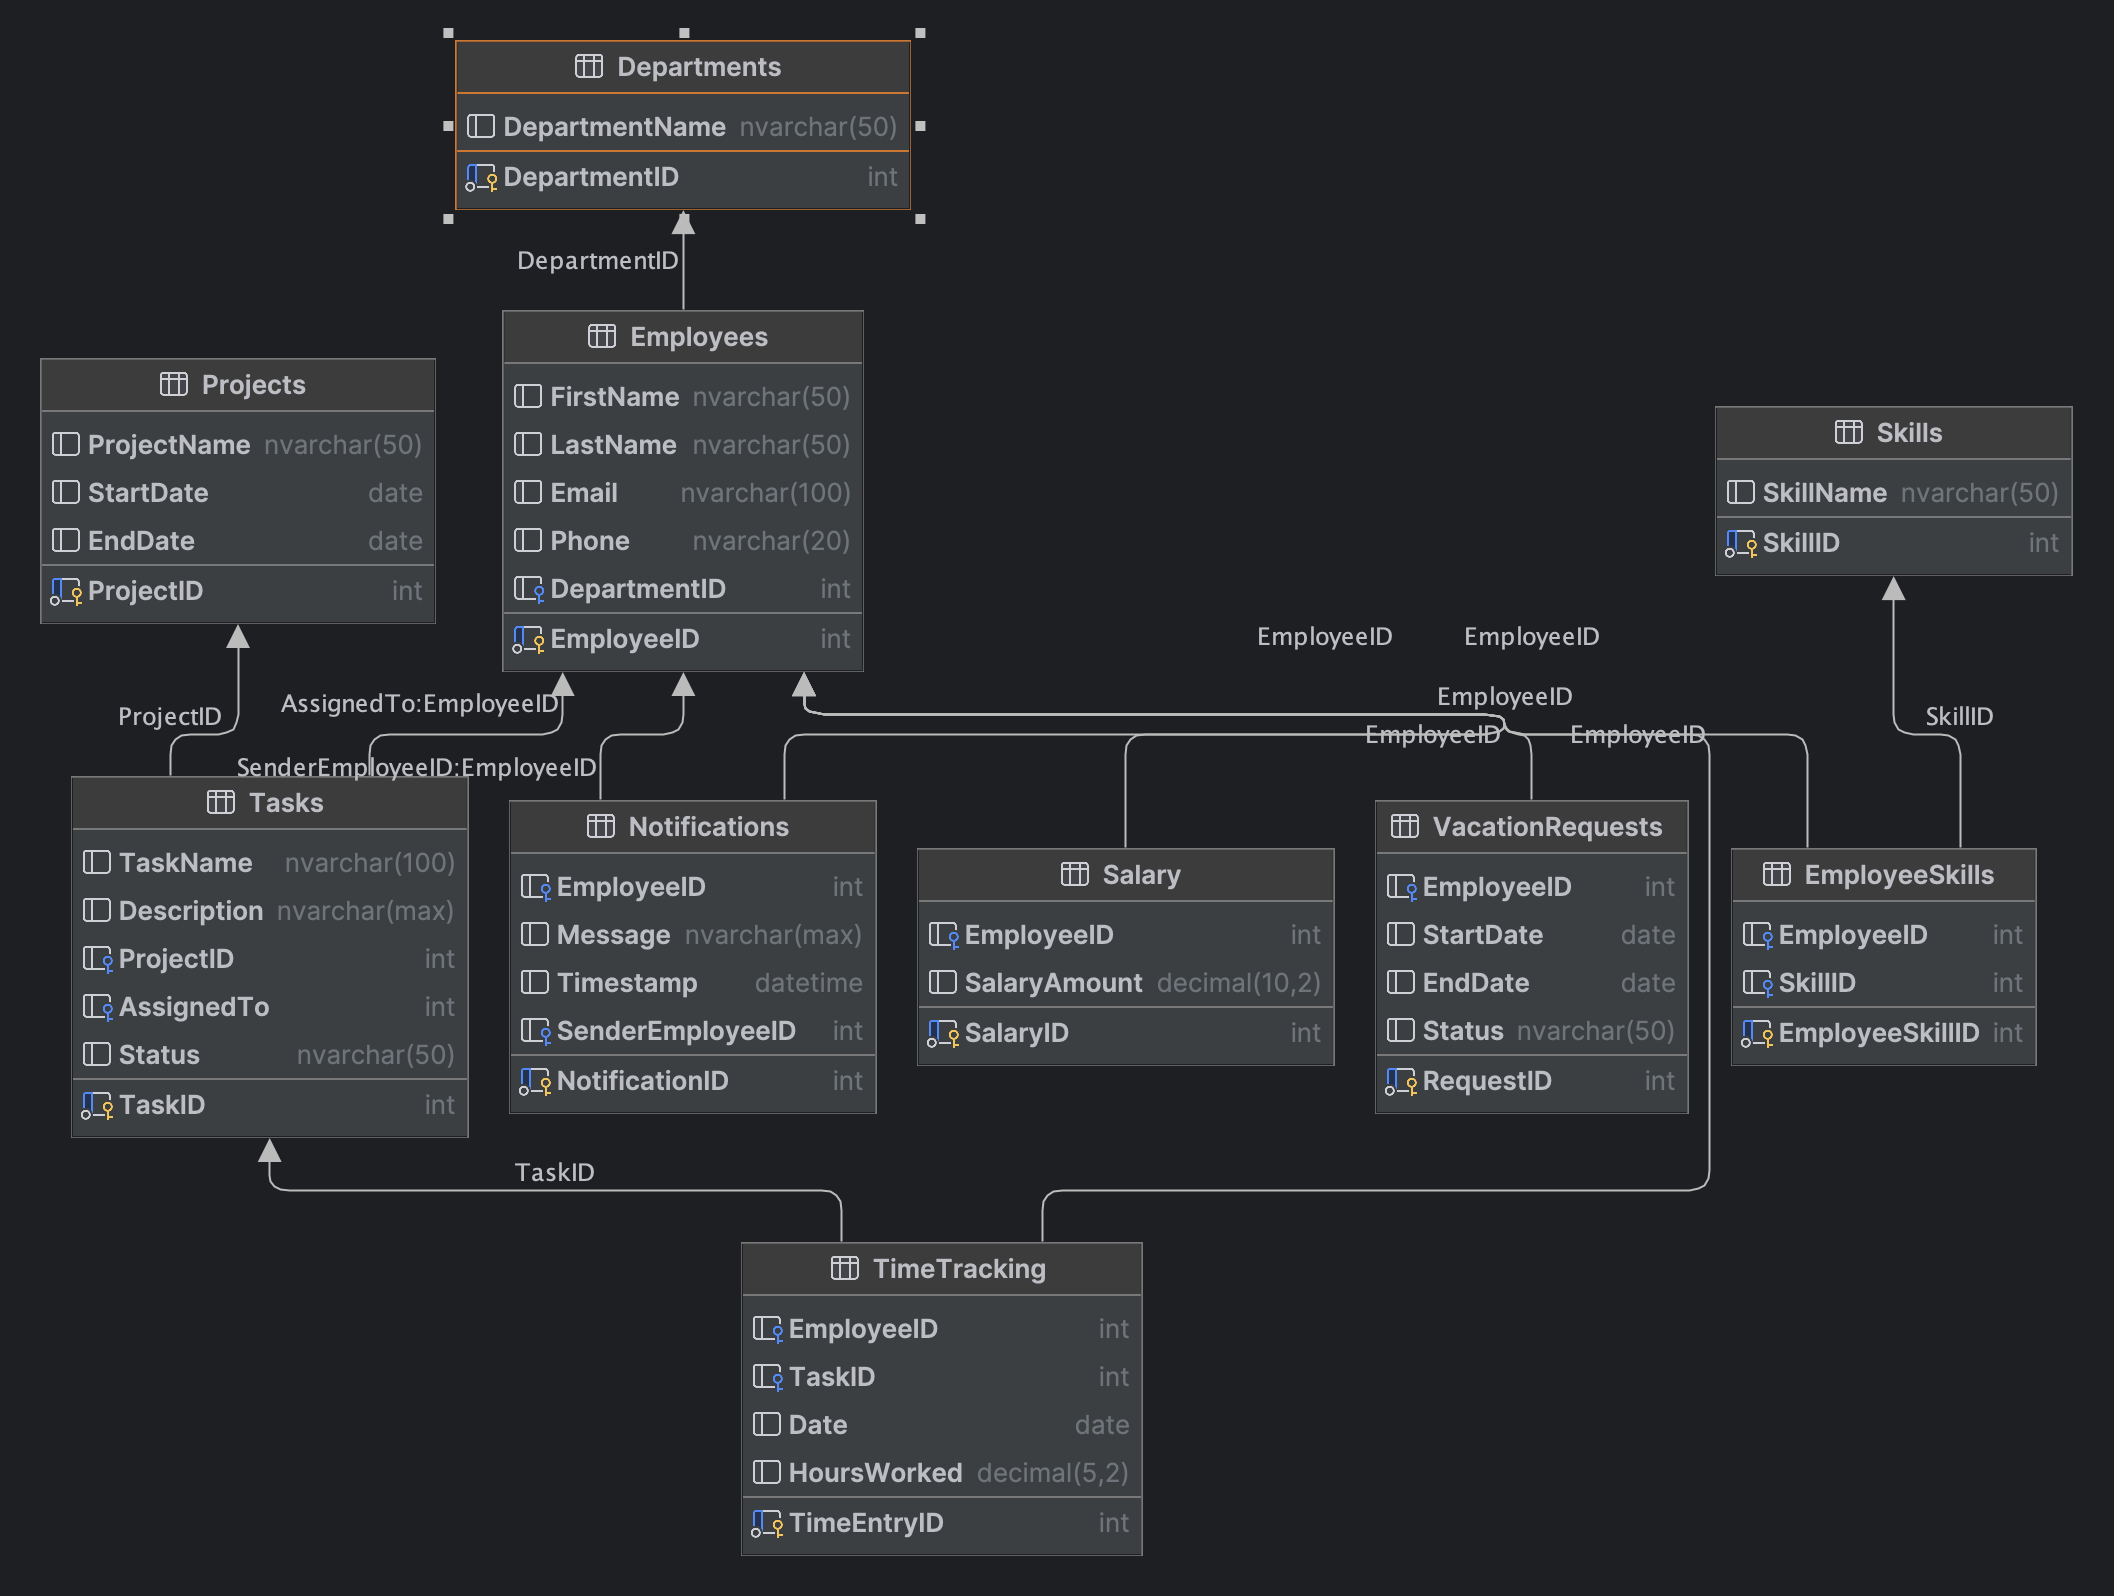 Departments
DepartmentName nvarchar(50)
DepartmentID int
DepartmentID
Employees
FirstName nvarchar(50)
LastName nvarchar(50)
Email nvarchar(100)
Phone nvarchar(20)
DepartmentID int
EmployeeID int
Projects
ProjectName nvarchar(50)
StartDate date
EndDate date
ProjectID int
Skills
SkillName nvarchar(50)
SkillID int
EmployeeID EmployeeID
EmployeeID
EmployeeID EmployeeID
SkillID
ProjectID
AssignedTo:EmployeeID
SenderEmployeeID:EmployeeID
Tasks
TaskName nvarchar(100)
Description nvarchar(max)
ProjectID int
AssignedTo int
Status nvarchar(50)
TaskID int
Notifications
EmployeeID int
Message nvarchar(max)
Timestamp datetime
SenderEmployeeID int
NotificationID int
Salary
EmployeeID int
SalaryAmount decimal(10,2)
SalaryID int
VacationRequests
EmployeeID int
StartDate date
EndDate date
Status nvarchar(50)
RequestID int
EmployeeSkills
EmployeeID int
SkillID int
EmployeeSkillID int
TaskID
TimeTracking
EmployeeID int
TaskID int
Date date
HoursWorked decimal(5,2)
TimeEntryID int